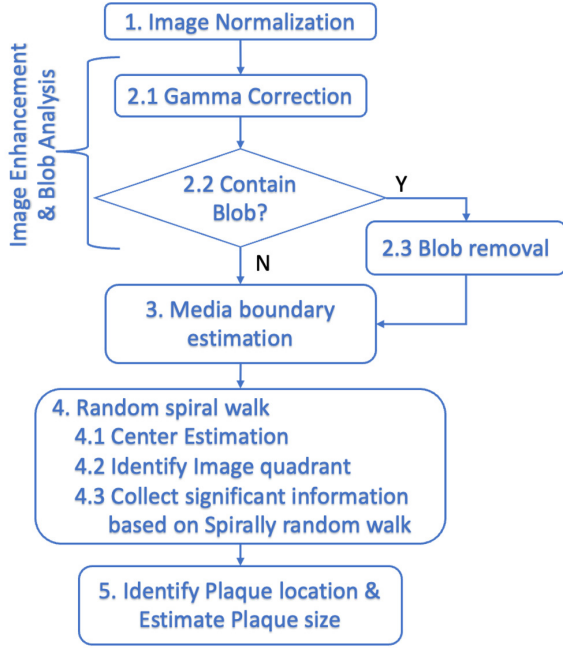 1. Image Normalization
Image Enhancement
& Blob Analysis
2.1 Gamma Correction
2.2 Contain
Blob?
Y
N
2.3 Blob removal
3. Media boundary
estimation
4. Random spiral walk
4.1 Center Estimation
4.2 Identify Image quadrant
4.3 Collect significant information
based on Spirally random walk
5. Identify Plaque location &
Estimate Plaque size